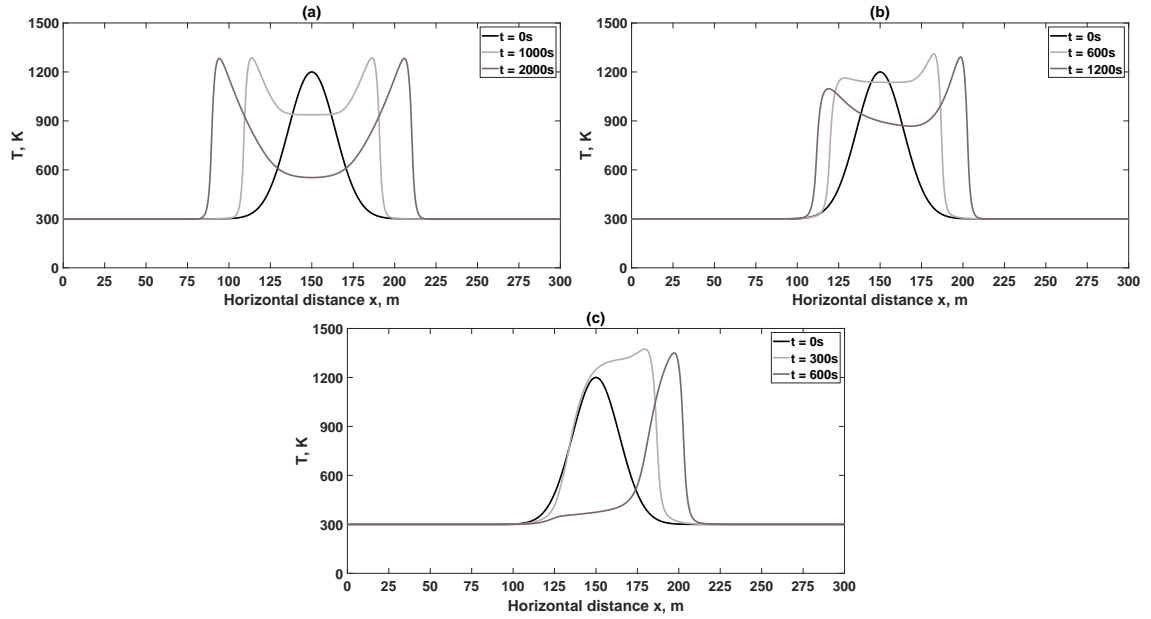 (a)
1500
1200
900
600
300
0
T, K
t = 0s
t = 1000s
t = 2000s
0 25 50 75 100 125 150 175 200 225 250 275 300
Horizontal distance x, m
(b)
1500
1200
900
600
300
0
T, K
t = 0s
t = 600s
t = 1200s
0 25 50 75 100 125 150 175 200 225 250 275 300
Horizontal distance x, m
(c)
1500
1200
900
600
300
0
T, K
t = 0s
t = 300s
t = 600s
0 25 50 75 100 125 150 175 200 225 250 275 300
Horizontal distance x, m